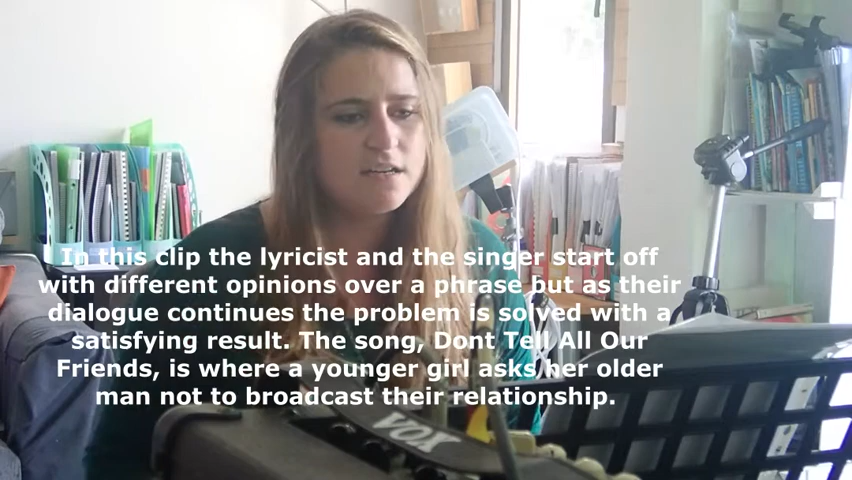 In this clip the lyricist and the singer start off
with different opinions over a phrase but as their
dialogue continues the problem is solved with a
satisfying result. The song, Dont Tell All Our
Friends, is where a younger girl asks her older
man not to broadcast their relationship.
VOX